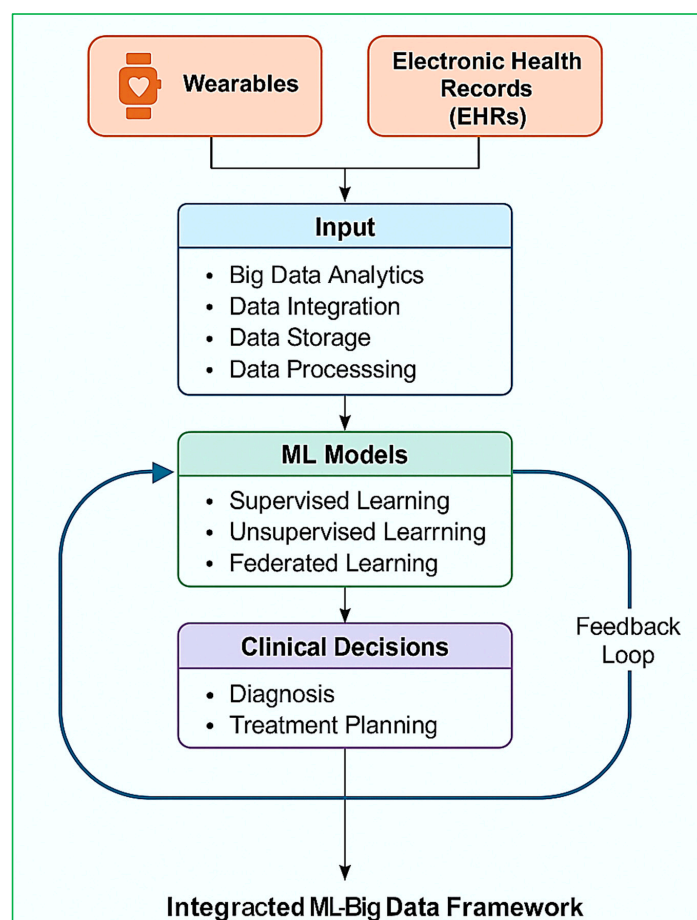 Wearables
Electronic Health
Records
(EHRs)
Input
• Big Data Analytics
• Data Integration
• Data Storage
• Data Processsing
ML Models
• Supervised Learning
• Unsupervised Learrning
• Federated Learning
Clinical Decisions
• Diagnosis
• Treatment Planning
Feedback
Loop
Integracted ML-Big Data Framework